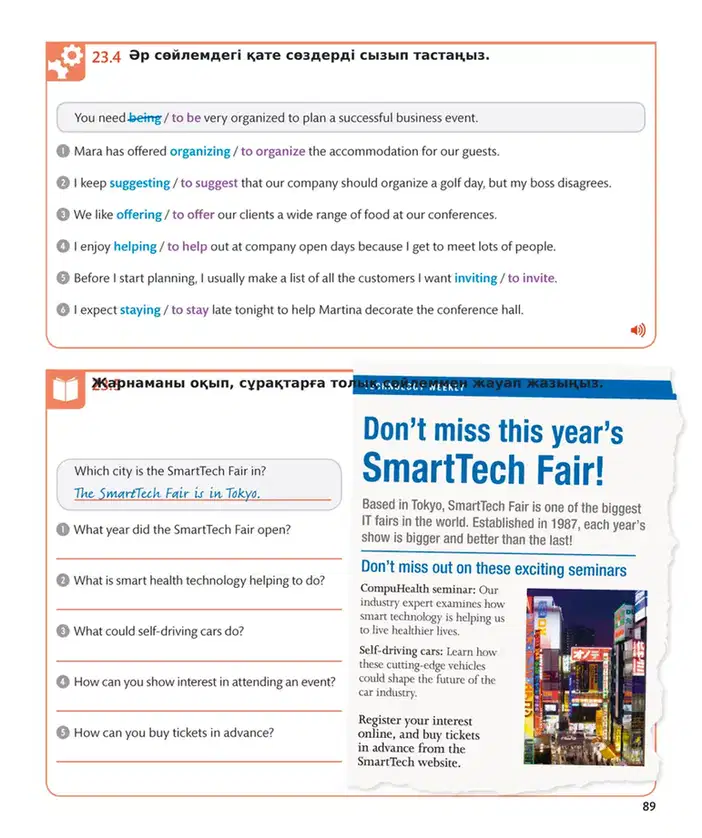 23.4 Әр сөйлемдегі қате сөздерді сызып тастаңыз.
You need being / to be very organized to plan a successful business event.
1 Mara has offered organizing / to organize the accommodation for our guests.
2 I keep suggesting / to suggest that our company should organize a golf day, but my boss disagrees.
3 We like offering / to offer our clients a wide range of food at our conferences.
4 I enjoy helping / to help out at company open days because I get to meet lots of people.
5 Before I start planning, I usually make a list of all the customers I want inviting / to invite.
6 I expect staying / to stay late tonight to help Martina decorate the conference hall.
Жарнаманы оқып, сұрақтарға толық сөйлеммен жауап жазыңыз.
Which city is the SmartTech Fair in?
The SmartTech Fair is in Tokyo.
1 What year did the SmartTech Fair open?
2 What is smart health technology helping to do?
3 What could self-driving cars do?
4 How can you show interest in attending an event?
5 How can you buy tickets in advance?
Don't miss this year's
SmartTech Fair!
Based in Tokyo, SmartTech Fair is one of the biggest
IT fairs in the world. Established in 1987, each year's
show is bigger and better than the last!
Don't miss out on these exciting seminars
CompuHealth seminar: Our
industry expert examines how
smart technology is helping us
to live healthier lives.
Self-driving cars: Learn how
these cutting-edge vehicles
could shape the future of the
car industry.
Register your interest
online, and buy tickets
in advance from the
SmartTech website.
オノデ
89